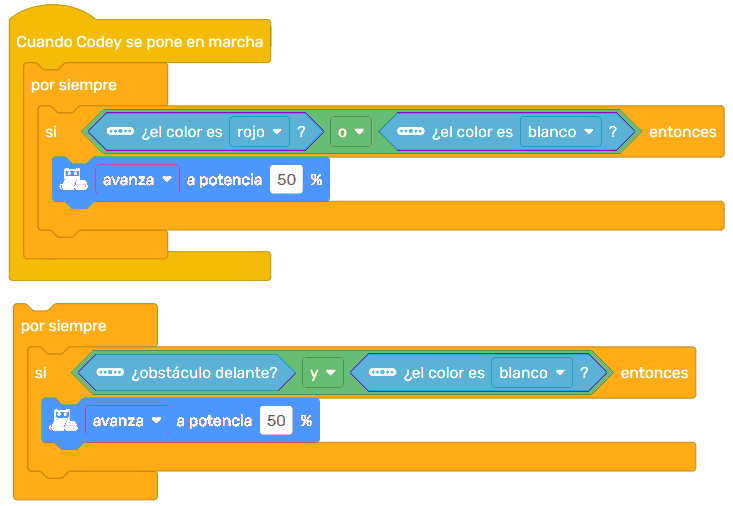 Cuando Codey se pone en marcha
por siempre
si ¿el color es rojo ? o ¿el color es blanco ? entonces
avanza a potencia 50 %
por siempre
si ¿obstáculo delante? y ¿el color es blanco ? entonces
avanza a potencia 50 %